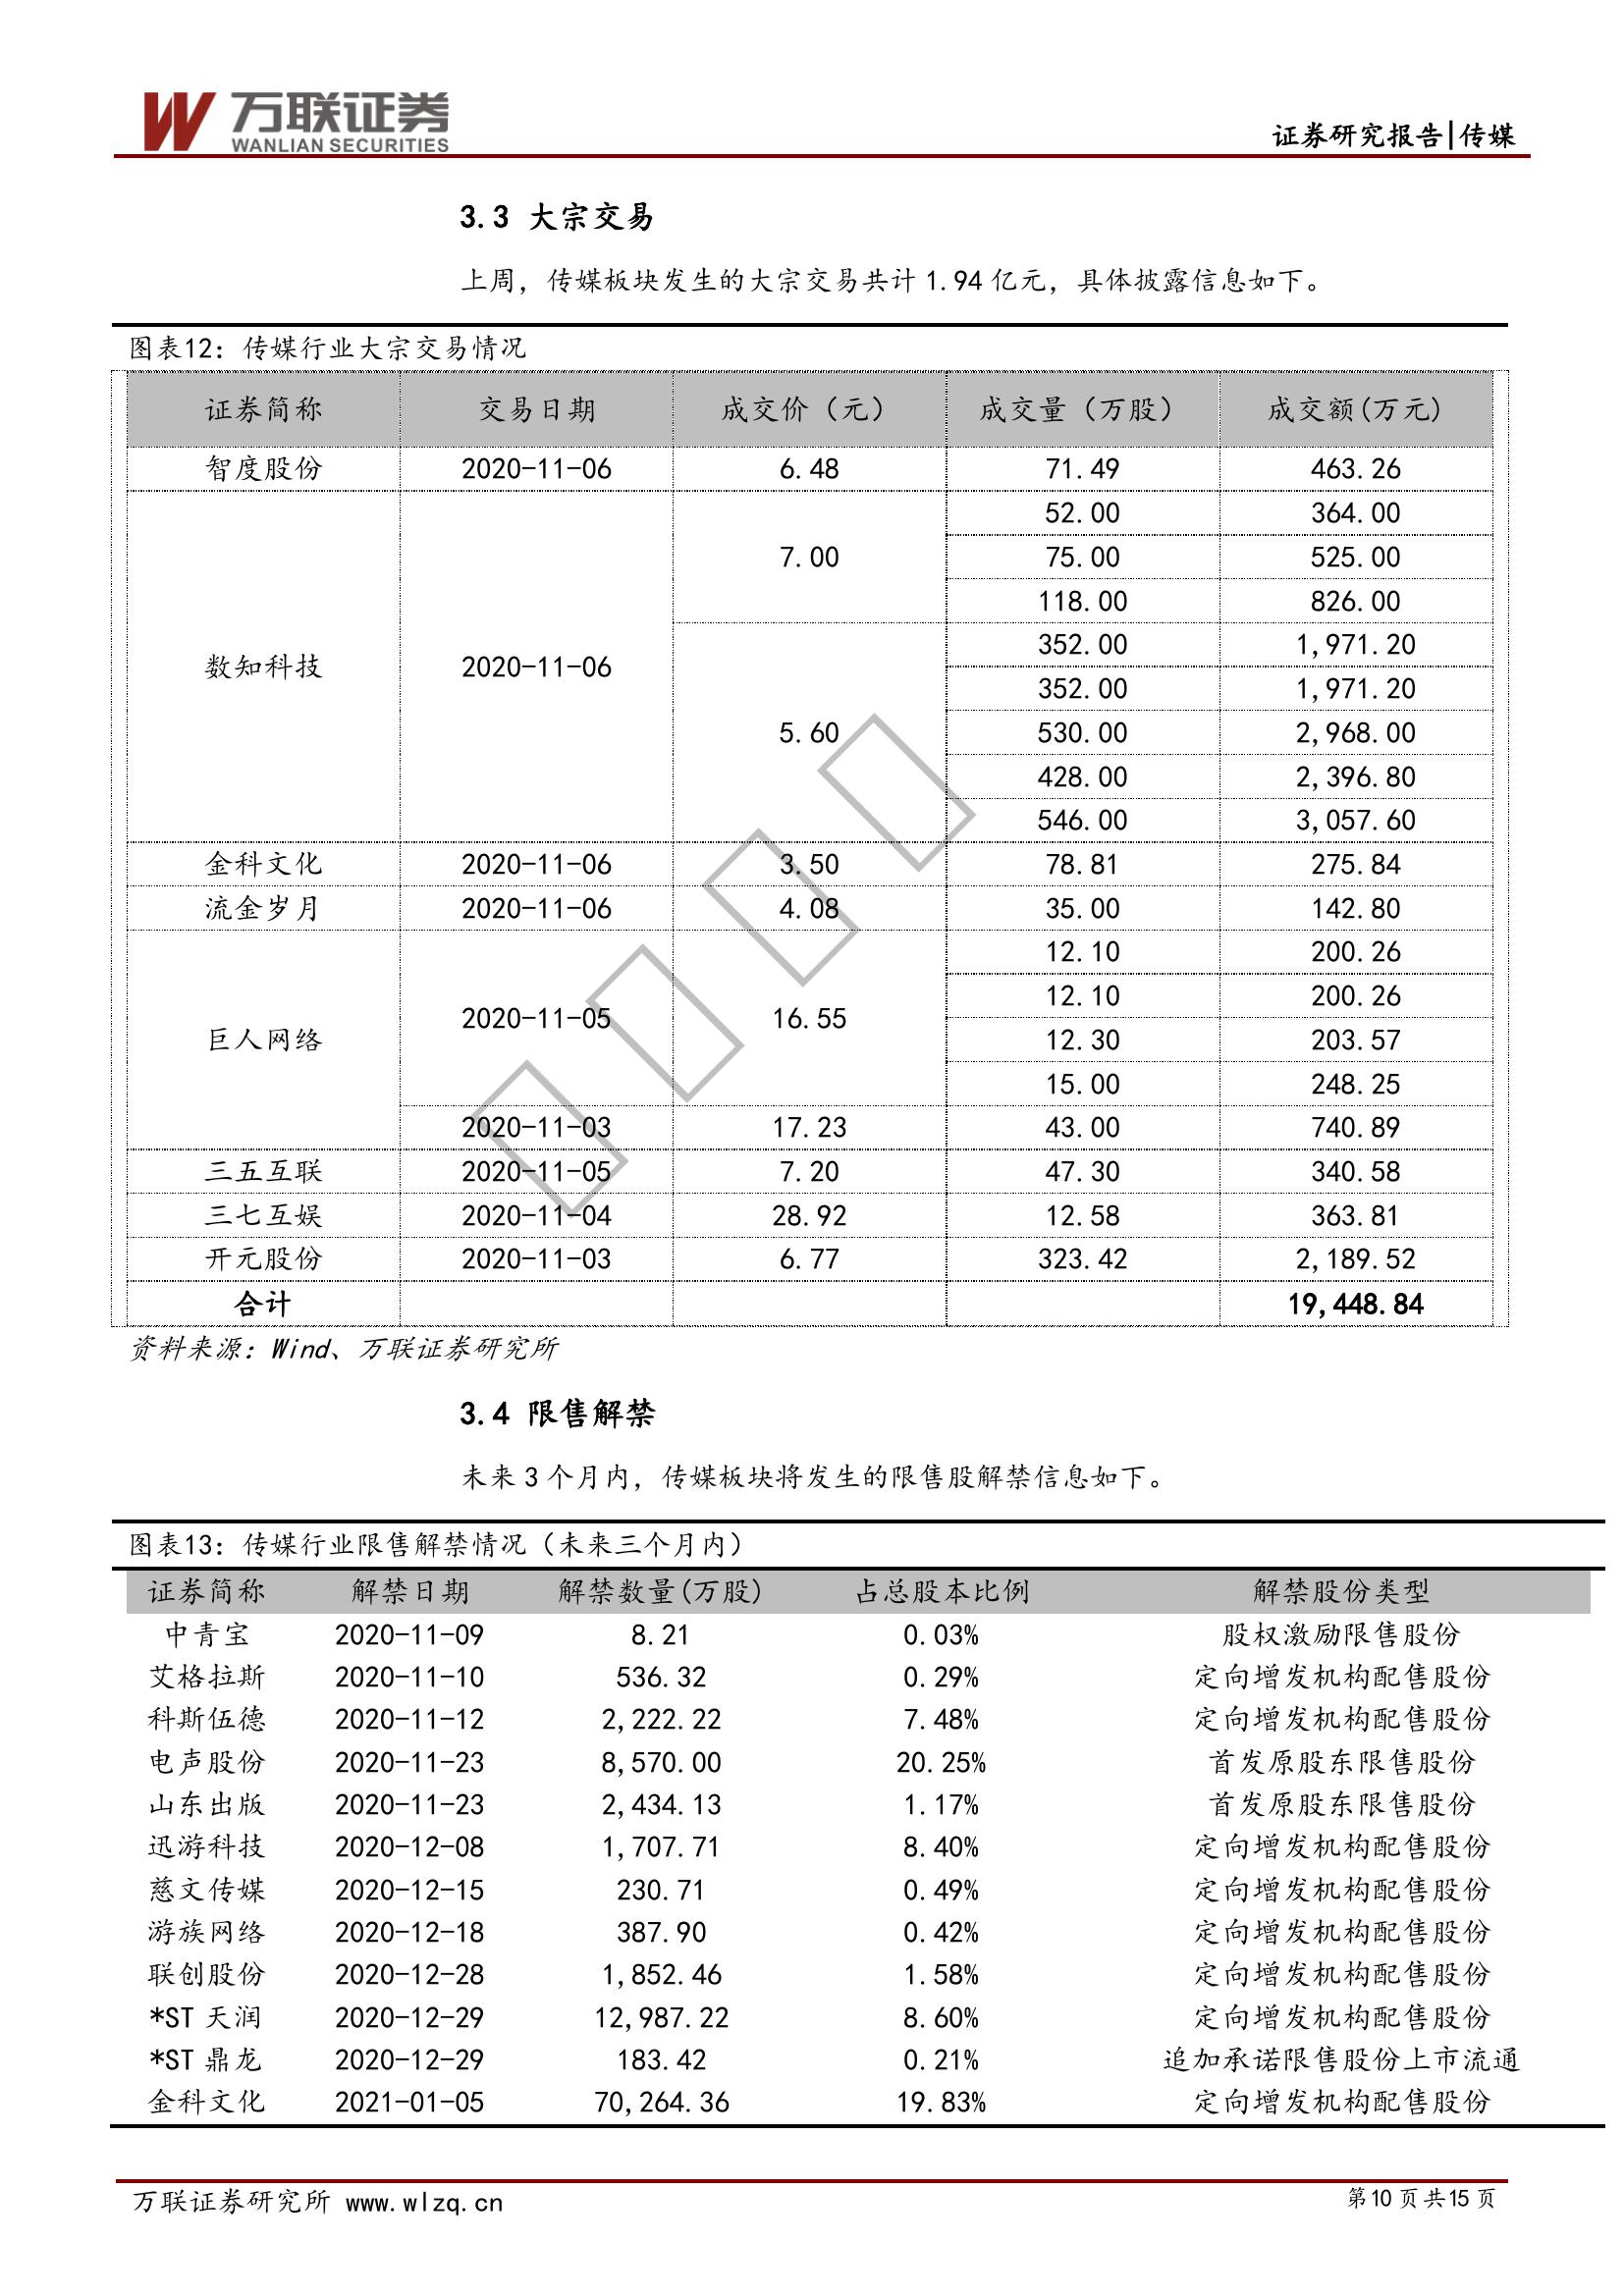 万联证券
WANLIAN SECURITIES
证券研究报告|传媒
3.3 大宗交易
上周，传媒板块发生的大宗交易共计 1.94 亿元，具体披露信息如下。
图表12：传媒行业大宗交易情况
证券简称 交易日期 成交价（元） 成交量（万股） 成交额(万元)
智度股份 2020-11-06 6.48 71.49 463.26
数知科技 2020-11-06 7.00 52.00 364.00
75.00 525.00
118.00 826.00
5.60 352.00 1,971.20
352.00 1,971.20
530.00 2,968.00
428.00 2,396.80
546.00 3,057.60
金科文化 2020-11-06 3.50 78.81 275.84
流金岁月 2020-11-06 4.08 35.00 142.80
巨人网络 2020-11-05 16.55 12.10 200.26
12.10 200.26
12.30 203.57
15.00 248.25
2020-11-03 17.23 43.00 740.89
三五互联 2020-11-05 7.20 47.30 340.58
三七互娱 2020-11-04 28.92 12.58 363.81
开元股份 2020-11-03 6.77 323.42 2,189.52
合计 19,448.84
资料来源：Wind、万联证券研究所
3.4 限售解禁
未来 3 个月内，传媒板块将发生的限售股解禁信息如下。
图表13：传媒行业限售解禁情况（未来三个月内）
证券简称 解禁日期 解禁数量(万股) 占总股本比例 解禁股份类型
中青宝 2020-11-09 8.21 0.03% 股权激励限售股份
艾格拉斯 2020-11-10 536.32 0.29% 定向增发机构配售股份
科斯伍德 2020-11-12 2,222.22 7.48% 定向增发机构配售股份
电声股份 2020-11-23 8,570.00 20.25% 首发原股东限售股份
山东出版 2020-11-23 2,434.13 1.17% 首发原股东限售股份
迅游科技 2020-12-08 1,707.71 8.40% 定向增发机构配售股份
慈文传媒 2020-12-15 230.71 0.49% 定向增发机构配售股份
游族网络 2020-12-18 387.90 0.42% 定向增发机构配售股份
联创股份 2020-12-28 1,852.46 1.58% 定向增发机构配售股份
*ST 天润 2020-12-29 12,987.22 8.60% 定向增发机构配售股份
*ST 鼎龙 2020-12-29 183.42 0.21% 追加承诺限售股份上市流通
金科文化 2021-01-05 70,264.36 19.83% 定向增发机构配售股份
万联证券研究所 www.wlzq.cn
第10 页 共15 页